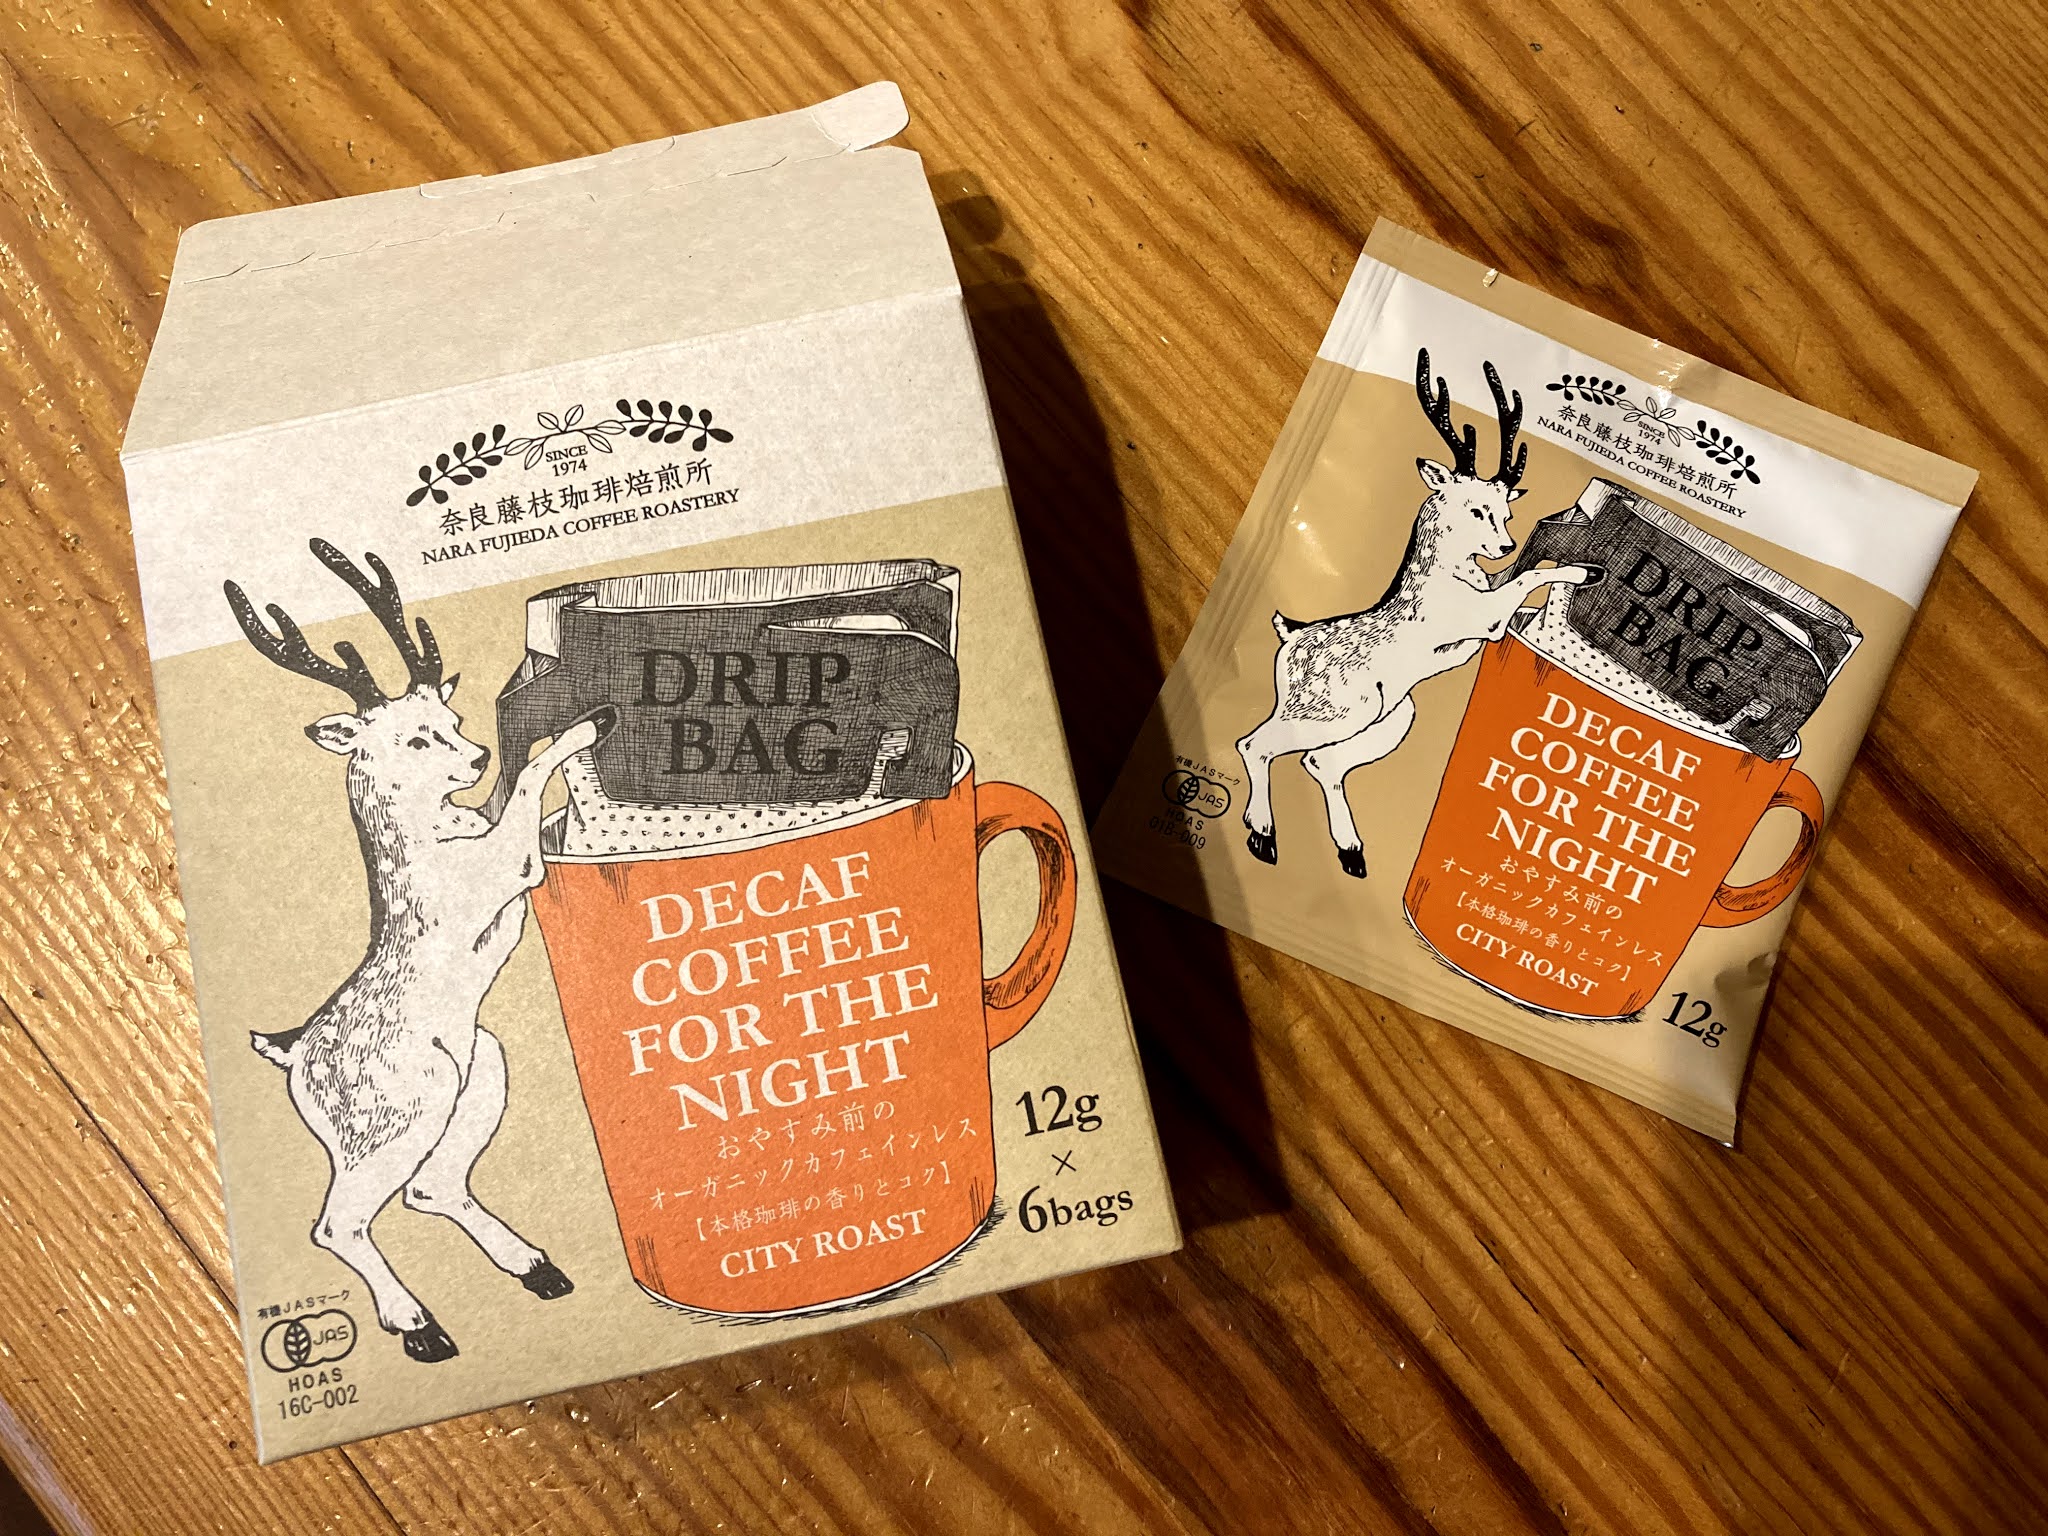 SINCE
1974
奈良藤枝珈琲焙煎所
NARA FUJIEDA COFFEE ROASTERY
DRIP
BAG
DECAF
COFFEE
FOR THE
NIGHT
おやすみ前の
オーガニックカフェインレス
【本格珈琲の香りとコク】
CITY ROAST
12g
×
6bags
有機JASマーク
JAS
HOAS
16C-002
SINCE
1974
奈良藤枝珈琲焙煎所
NARA FUJIEDA COFFEE ROASTERY
DRIP
BAG
DECAF
COFFEE
FOR THE
NIGHT
おやすみ前の
オーガニックカフェインレス
【本格珈琲の香りとコク】
CITY ROAST
12g
有機JASマーク
JAS
HOAS
01B-009